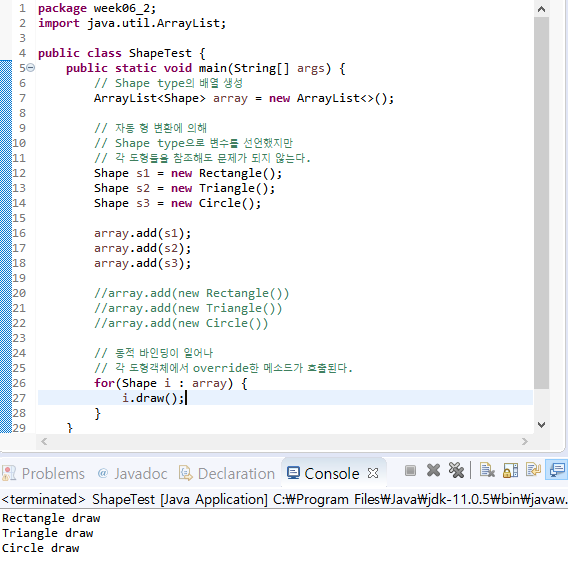 1 package week06_2;
2 import java.util.ArrayList;
3
4 public class ShapeTest {
5 public static void main(String[] args) {
6 // Shape type의 배열 생성
7 ArrayList<Shape> array = new ArrayList<>();
8
9 // 자동 형 변환에 의해
10 // Shape type으로 변수를 선언했지만
11 // 각 도형들을 참조해도 문제가 되지 않는다.
12 Shape s1 = new Rectangle();
13 Shape s2 = new Triangle();
14 Shape s3 = new Circle();
15
16 array.add(s1);
17 array.add(s2);
18 array.add(s3);
19
20 //array.add(new Rectangle())
21 //array.add(new Triangle())
22 //array.add(new Circle())
23
24 // 동적 바인딩이 일어나
25 // 각 도형객체에서 override한 메소드가 호출된다.
26 for(Shape i : array) {
27 i.draw();
28 }
29 }
Problems @ Javadoc Declaration Console
<terminated> ShapeTest [Java Application] C:₩Program Files₩Java₩jdk-11.0.5₩bin₩javaw.
Rectangle draw
Triangle draw
Circle draw